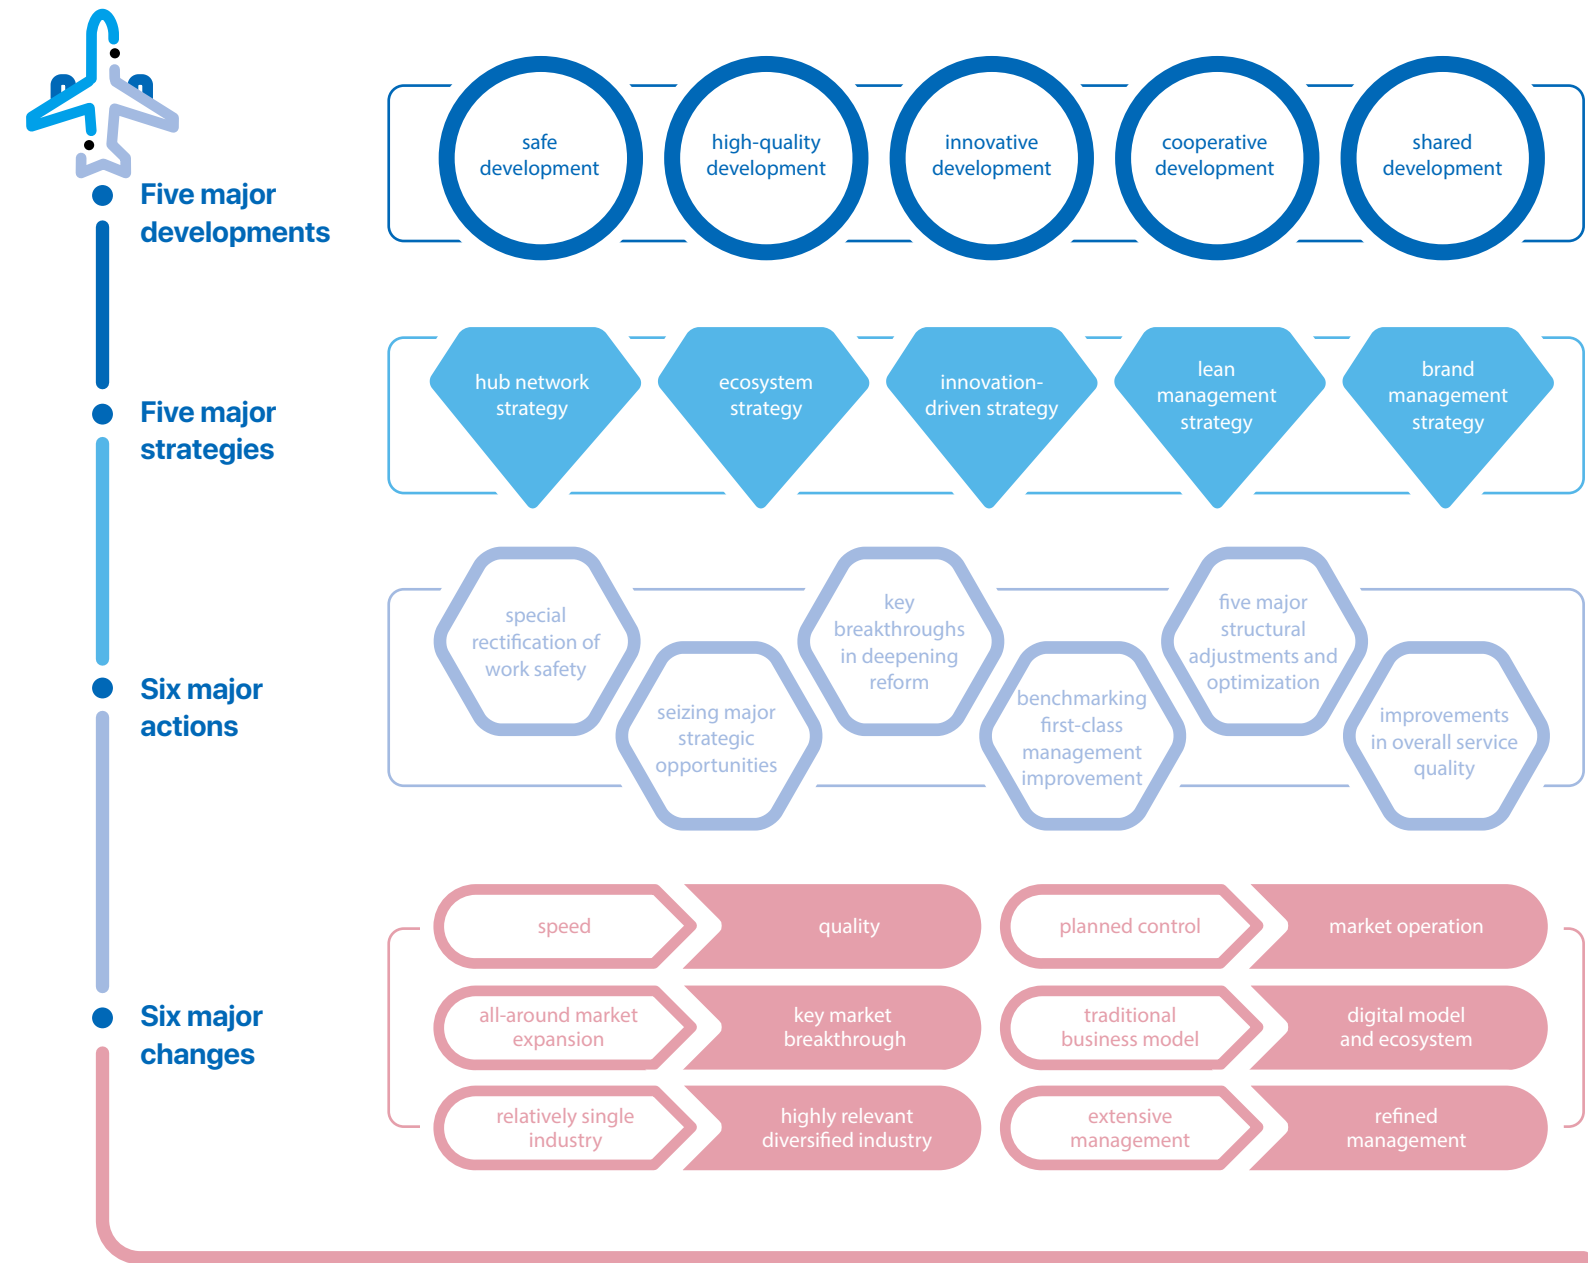 Five major
developments
safe
development
high-quality
development
innovative
development
cooperative
development
shared
development
Five major
strategies
hub network
strategy
ecosystem
strategy
innovation-
driven strategy
lean
management
strategy
brand
management
strategy
Six major
actions
special
rectification of
work safety
seizing major
strategic
opportunities
key
breakthroughs
in deepening
reform
benchmarking
first-class
management
improvement
five major
structural
adjustments and
optimization
improvements
in overall service
quality
Six major
changes
speed
quality
planned control
market operation
all-around market
expansion
key market
breakthrough
traditional
business model
digital model
and ecosystem
relatively single
industry
highly relevant
diversified industry
extensive
management
refined
management